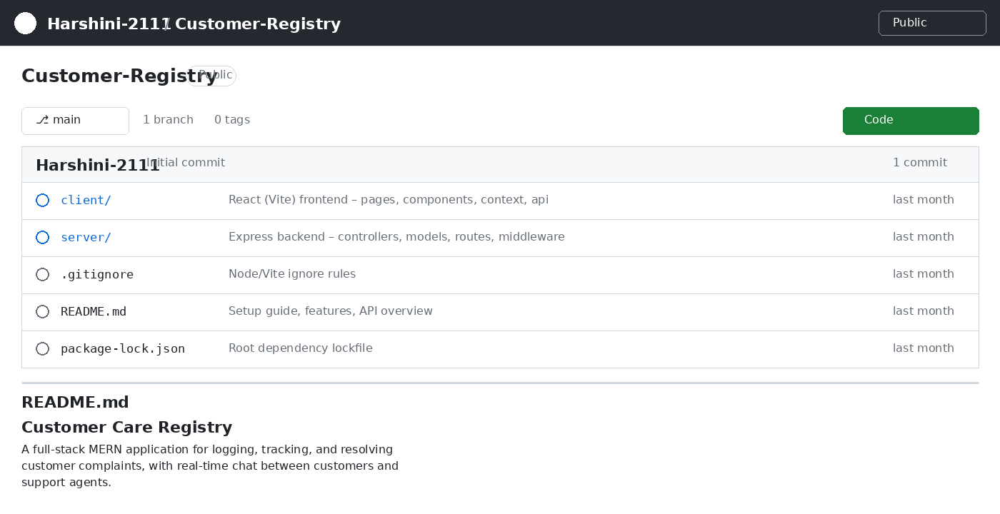 Harshini-2111 / Customer-Registry Public
Customer-Registry Public
⎇ main 1 branch 0 tags Code
Harshini-2111 Initial commit 1 commit
client/ React (Vite) frontend – pages, components, context, api last month
server/ Express backend – controllers, models, routes, middleware last month
.gitignore Node/Vite ignore rules last month
README.md Setup guide, features, API overview last month
package-lock.json Root dependency lockfile last month
README.md
Customer Care Registry
A full-stack MERN application for logging, tracking, and resolving
customer complaints, with real-time chat between customers and
support agents.